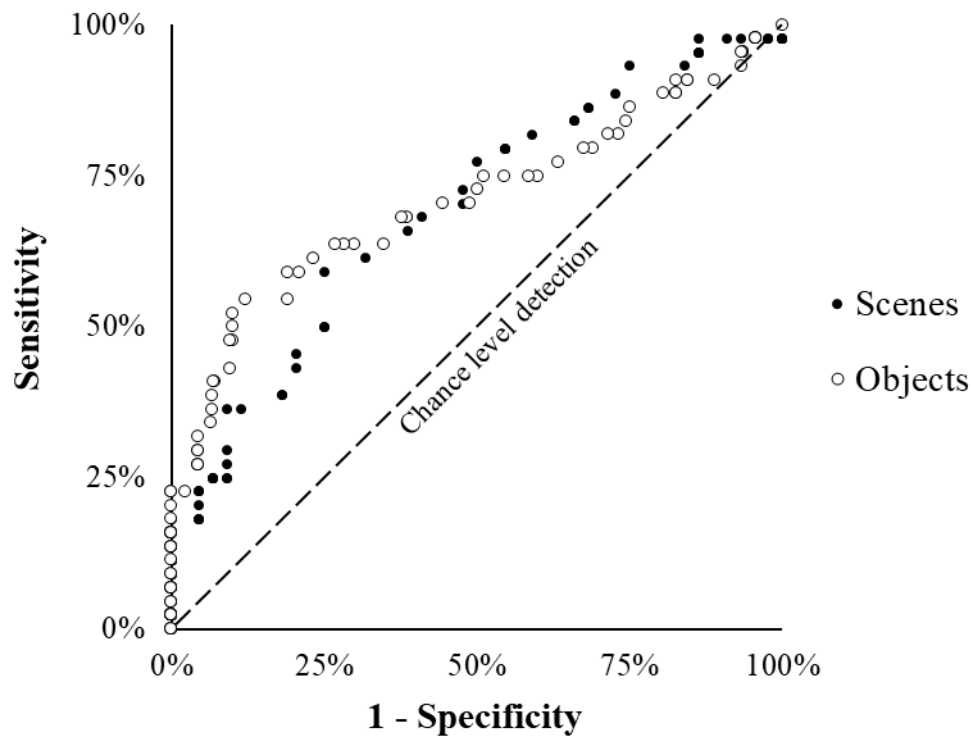 100%
75%
50%
25%
0%
Sensitivity
Chance level detection
Scenes
Objects
0% 25% 50% 75% 100%
1 - Specificity